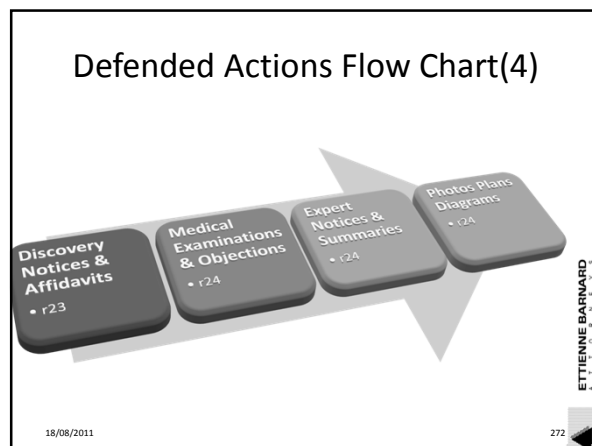 Defended Actions Flow Chart(4)
Discovery
Notices &
Affidavits
• r23
Medical
Examinations
& Objections
• r24
Expert
Notices &
Summaries
• r24
Photos Plans
Diagrams
• r24
ETTIENNE BARNARD
ATTORNEYS
18/08/2011
272